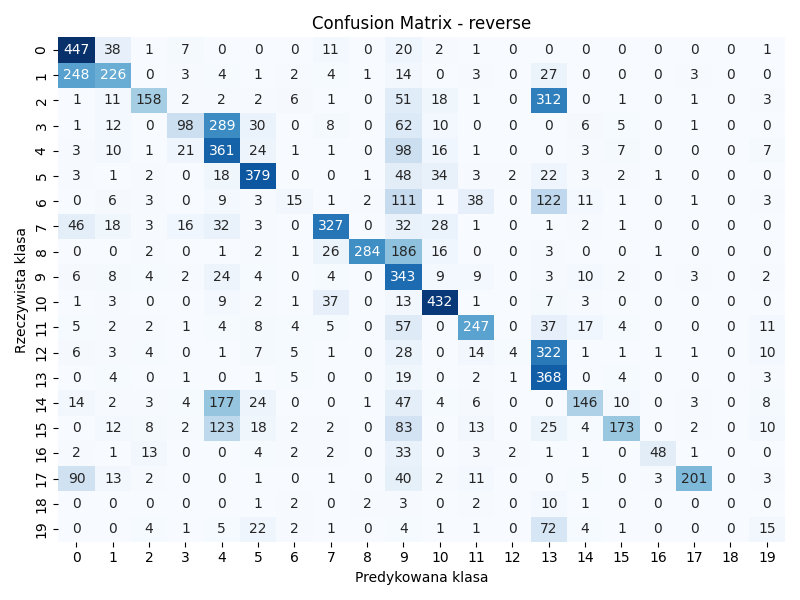 Confusion Matrix - reverse
Rzeczywista klasa
0 447 38 1 7 0 0 0 11 0 20 2 1 0 0 0 0 0 0 0 1
1 248 226 0 3 4 1 2 4 1 14 0 3 0 27 0 0 0 3 0 0
2 1 11 158 2 2 2 6 1 0 51 18 1 0 312 0 1 0 1 0 3
3 1 12 0 98 289 30 0 8 0 62 10 0 0 0 6 5 0 1 0 0
4 3 10 1 21 361 24 1 1 0 98 16 1 0 0 3 7 0 0 0 7
5 3 1 2 0 18 379 0 0 1 48 34 3 2 22 3 2 1 0 0 0
6 0 6 3 0 9 3 15 1 2 111 1 38 0 122 11 1 0 1 0 3
7 46 18 3 16 32 3 0 327 0 32 28 1 0 1 2 1 0 0 0 0
8 0 0 2 0 1 2 1 26 284 186 16 0 0 3 0 0 1 0 0 0
9 6 8 4 2 24 4 0 4 0 343 9 9 0 3 10 2 0 3 0 2
10 1 3 0 0 9 2 1 37 0 13 432 1 0 7 3 0 0 0 0 0
11 5 2 2 1 4 8 4 5 0 57 0 247 0 37 17 4 0 0 0 11
12 6 3 4 0 1 7 5 1 0 28 0 14 4 322 1 1 1 1 0 10
13 0 4 0 1 0 1 5 0 0 19 0 2 1 368 0 4 0 0 0 3
14 14 2 3 4 177 24 0 0 1 47 4 6 0 0 146 10 0 3 0 8
15 0 12 8 2 123 18 2 2 0 83 0 13 0 25 4 173 0 2 0 10
16 2 1 13 0 0 4 2 2 0 33 0 3 2 1 1 0 48 1 0 0
17 90 13 2 0 0 1 0 1 0 40 2 11 0 0 5 0 3 201 0 3
18 0 0 0 0 0 1 2 0 2 3 0 2 0 10 1 0 0 0 0 0
19 0 0 4 1 5 22 2 1 0 4 1 1 0 72 4 1 0 0 0 15
0 1 2 3 4 5 6 7 8 9 10 11 12 13 14 15 16 17 18 19
Predykowana klasa